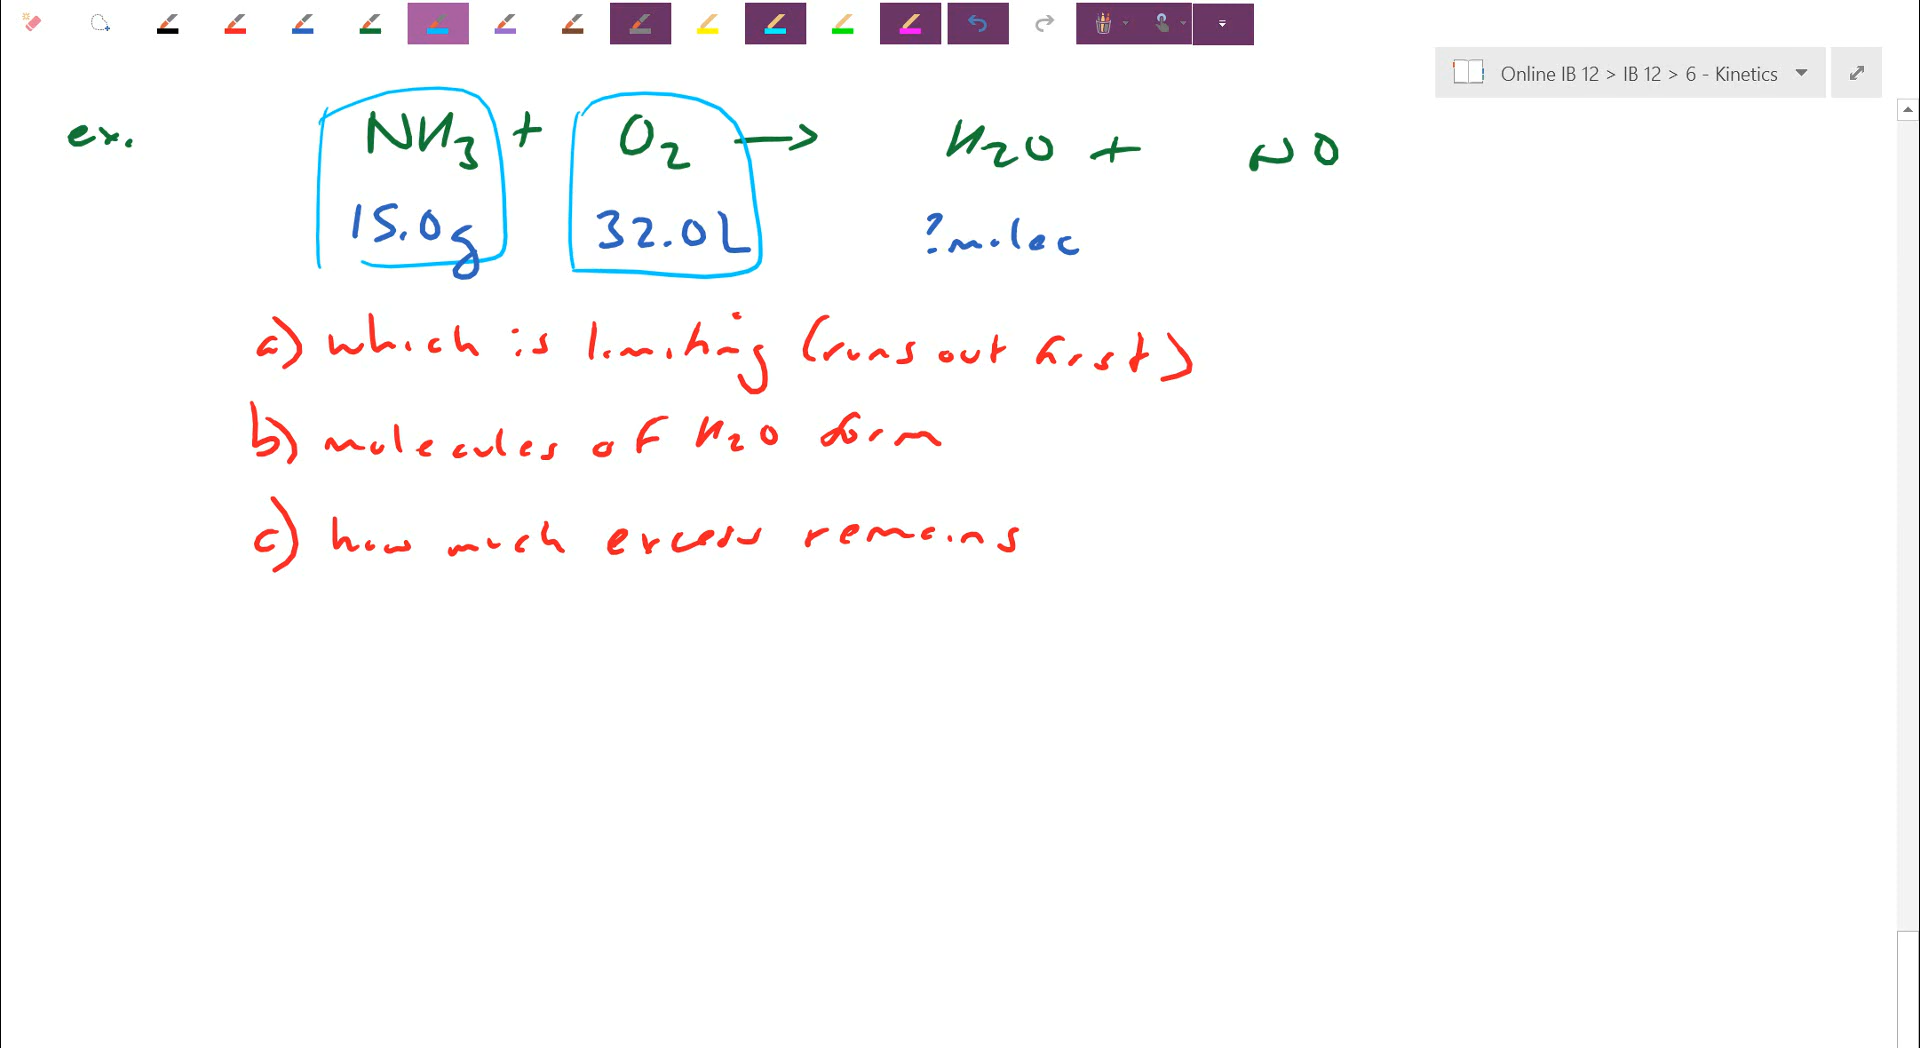 Online IB 12 > IB 12 > 6 - Kinetics
ex. NH3 + O2 → H2O + NO
15.0g 32.0L ?molec
a) which is limiting (runs out first)
b) molecules of H2O form
c) how much excess remains